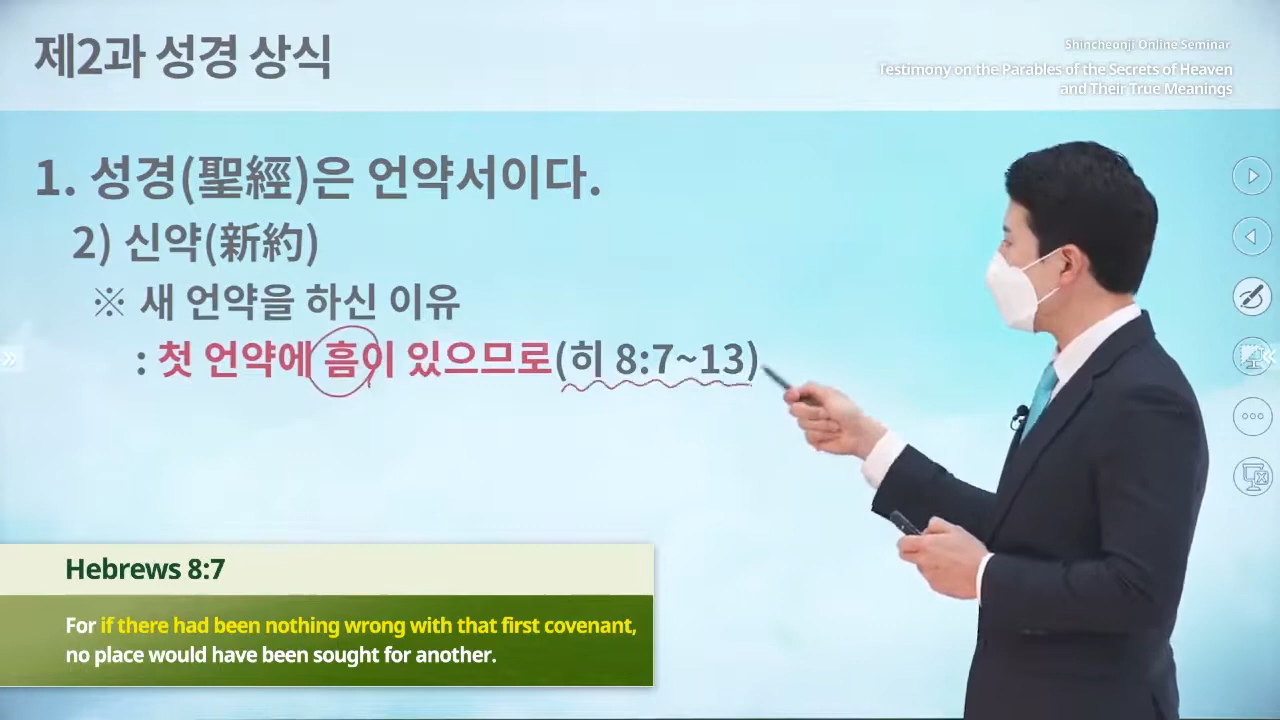 제2과 성경 상식
Shincheonji Online Seminar
Testimony on the Parables of the Secrets of Heaven
and Their True Meanings
1. 성경(聖經)은 언약서이다.
2) 신약(新約)
※ 새 언약을 하신 이유
: 첫 언약에 흠이 있으므로(히 8:7~13)
Hebrews 8:7
For if there had been nothing wrong with that first covenant,
no place would have been sought for another.